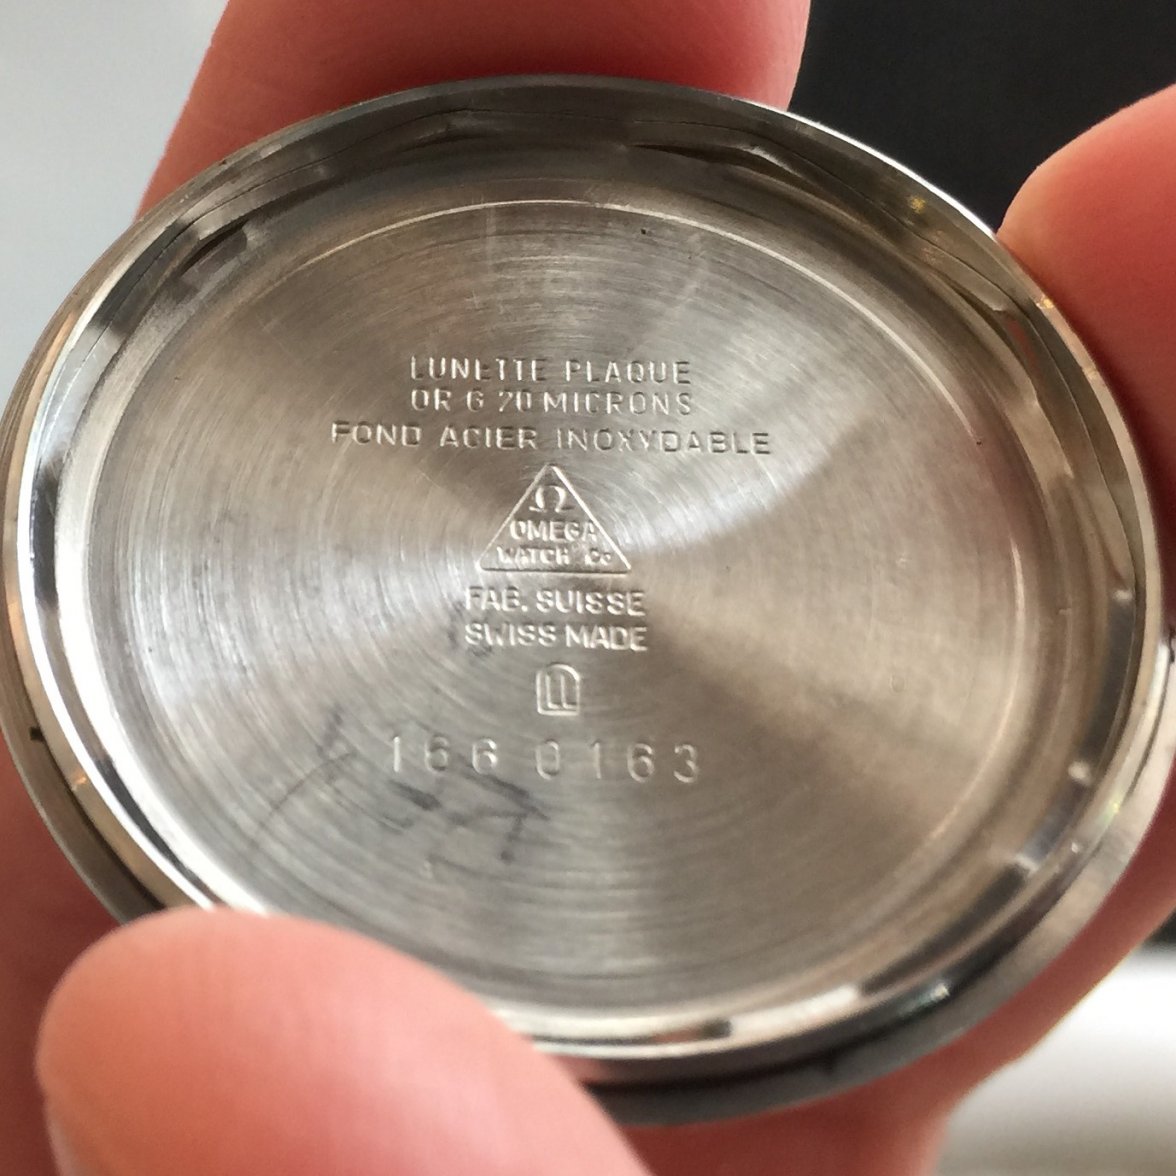 LUNETTE PLAQUE
OR G 20 MICRONS
FOND ACIER INOXYDABLE
Ω
OMEGA
WATCH Co
FAB. SUISSE
SWISS MADE
166 0163